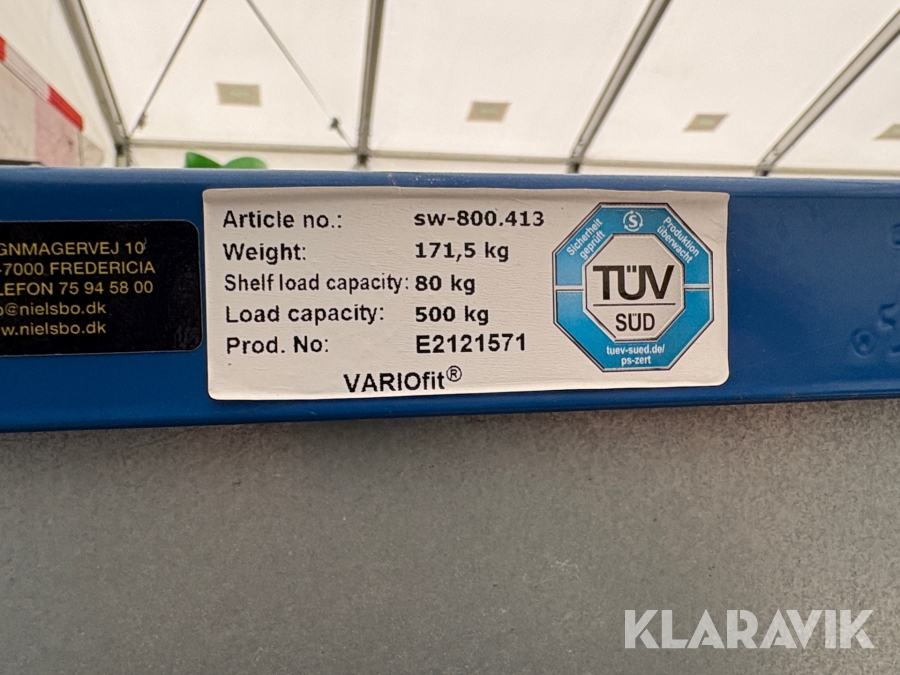 GNMAGERVEJ 10
-7000 FREDERICIA
LEFON 75 94 58 00
@nielsbo.dk
w.nielsbo.dk
Article no.: sw-800.413
Weight: 171,5 kg
Shelf load capacity: 80 kg
Load capacity: 500 kg
Prod. No: E2121571
VARIOfit®
Sicherheit geprüft
Produktion überwacht
TÜV
SÜD
tuev-sued.de/
ps-zert
KLARAVIK